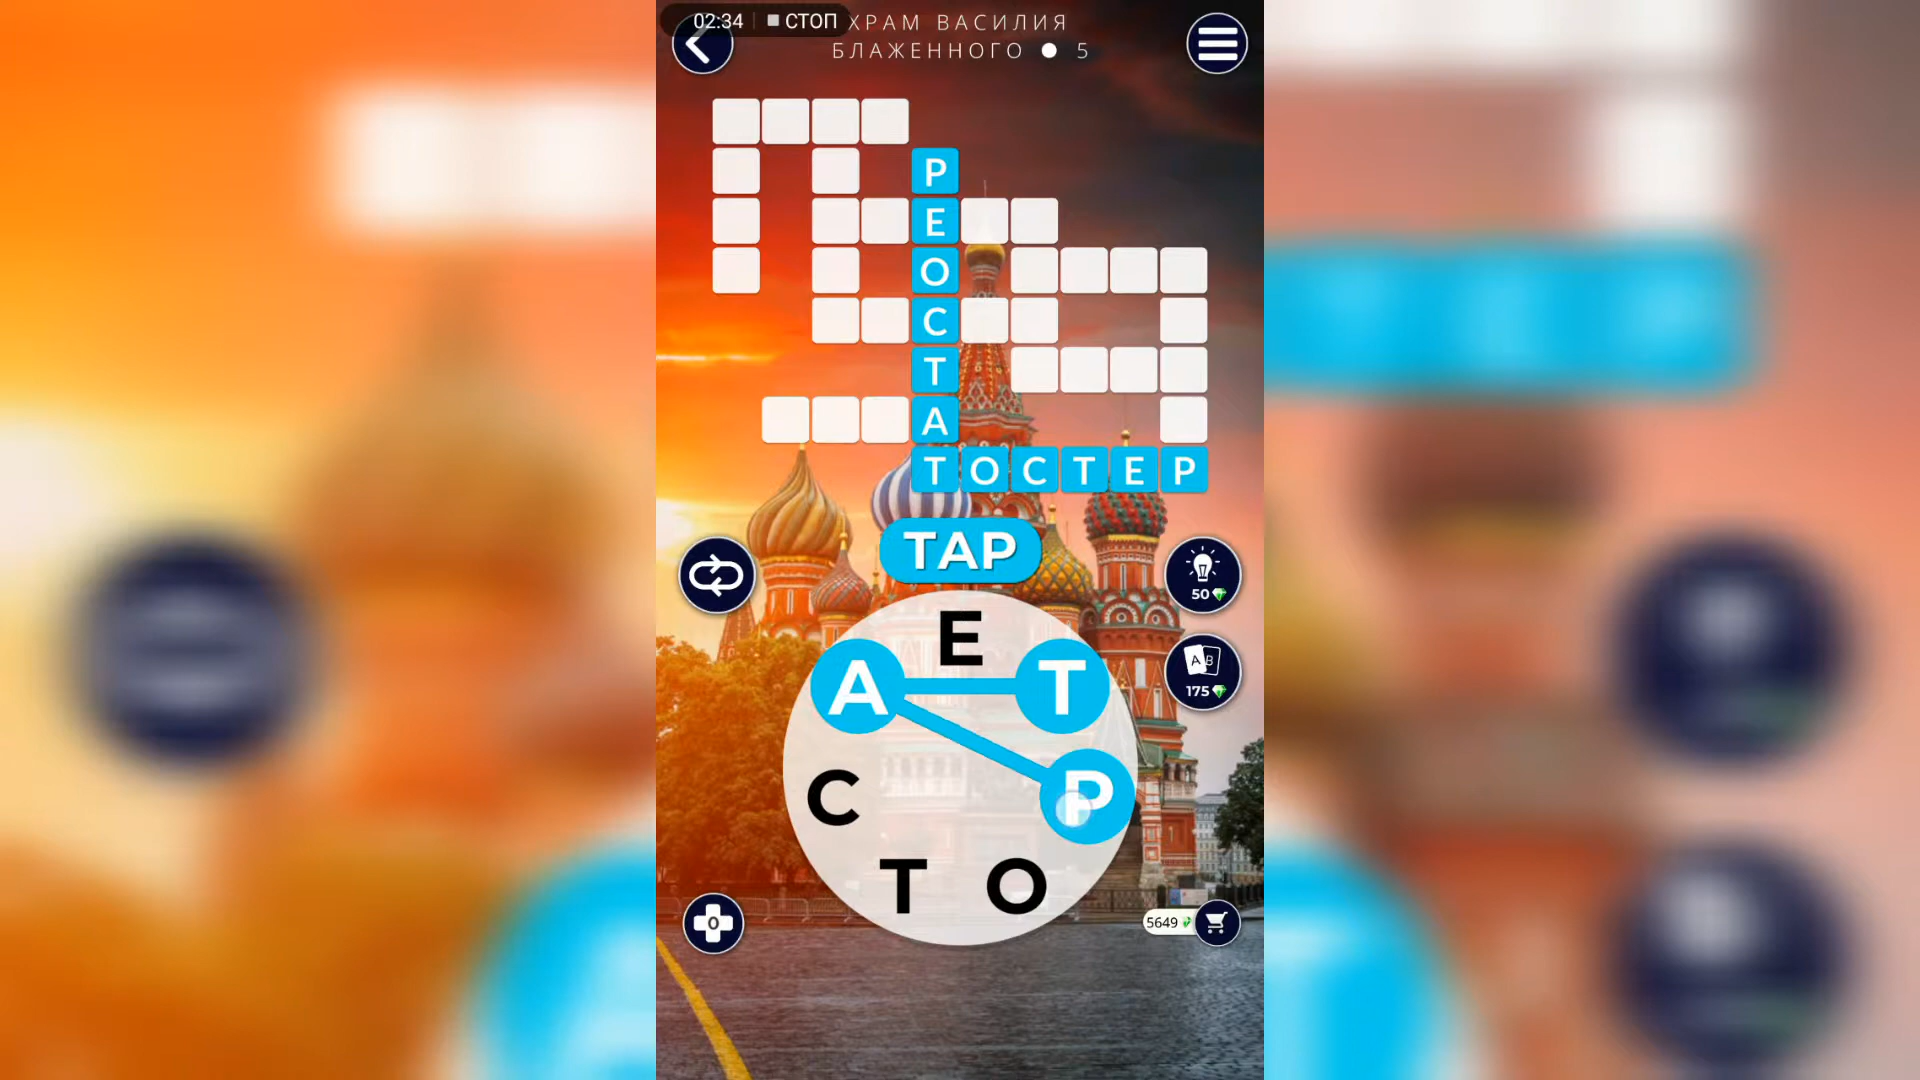 02:34 СТОП ХРАМ ВАСИЛИЯ
БЛАЖЕННОГО 5
Р
Е
О
С
Т
А
ТОСТЕР
ТАР
50
A B
175
Е
А Т
С Р
Т О
0
5649